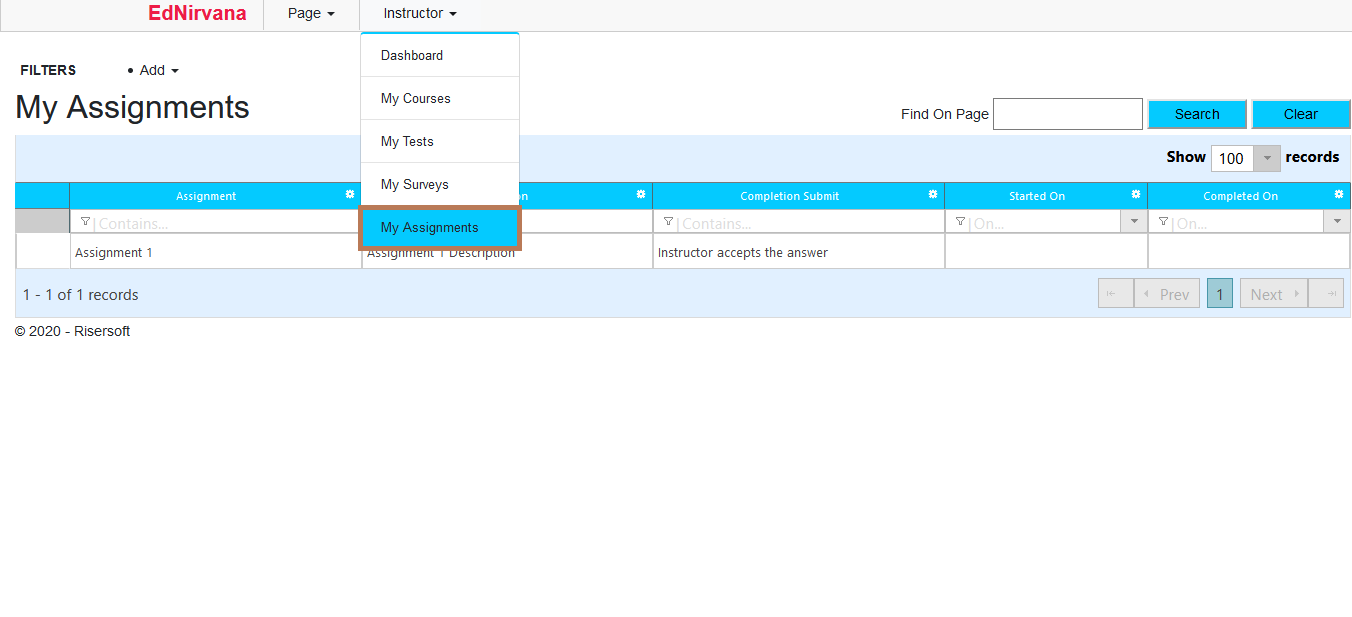 EdNirvana Page Instructor
Dashboard
FILTERS • Add
My Courses
My Assignments
Find On Page Search Clear
My Tests
Show 100 records
My Surveys
Assignment on Completion Submit Started On Completed On
Contains... My Assignments Contains... On... On...
Assignment 1 Assignment 1 Description Instructor accepts the answer
1 - 1 of 1 records Prev 1 Next
© 2020 - Risersoft